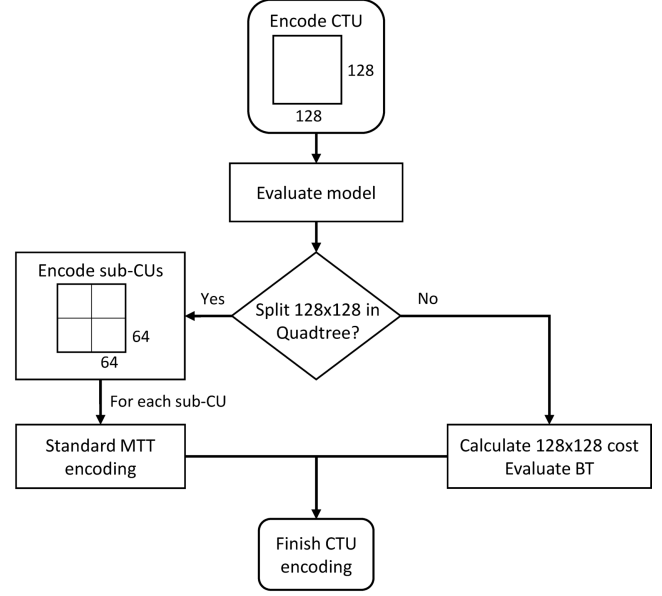 Encode CTU
128
128
Evaluate model
Split 128x128 in
Quadtree?
Yes
No
Encode sub-CUs
64
64
For each sub-CU
Standard MTT
encoding
Calculate 128x128 cost
Evaluate BT
Finish CTU
encoding